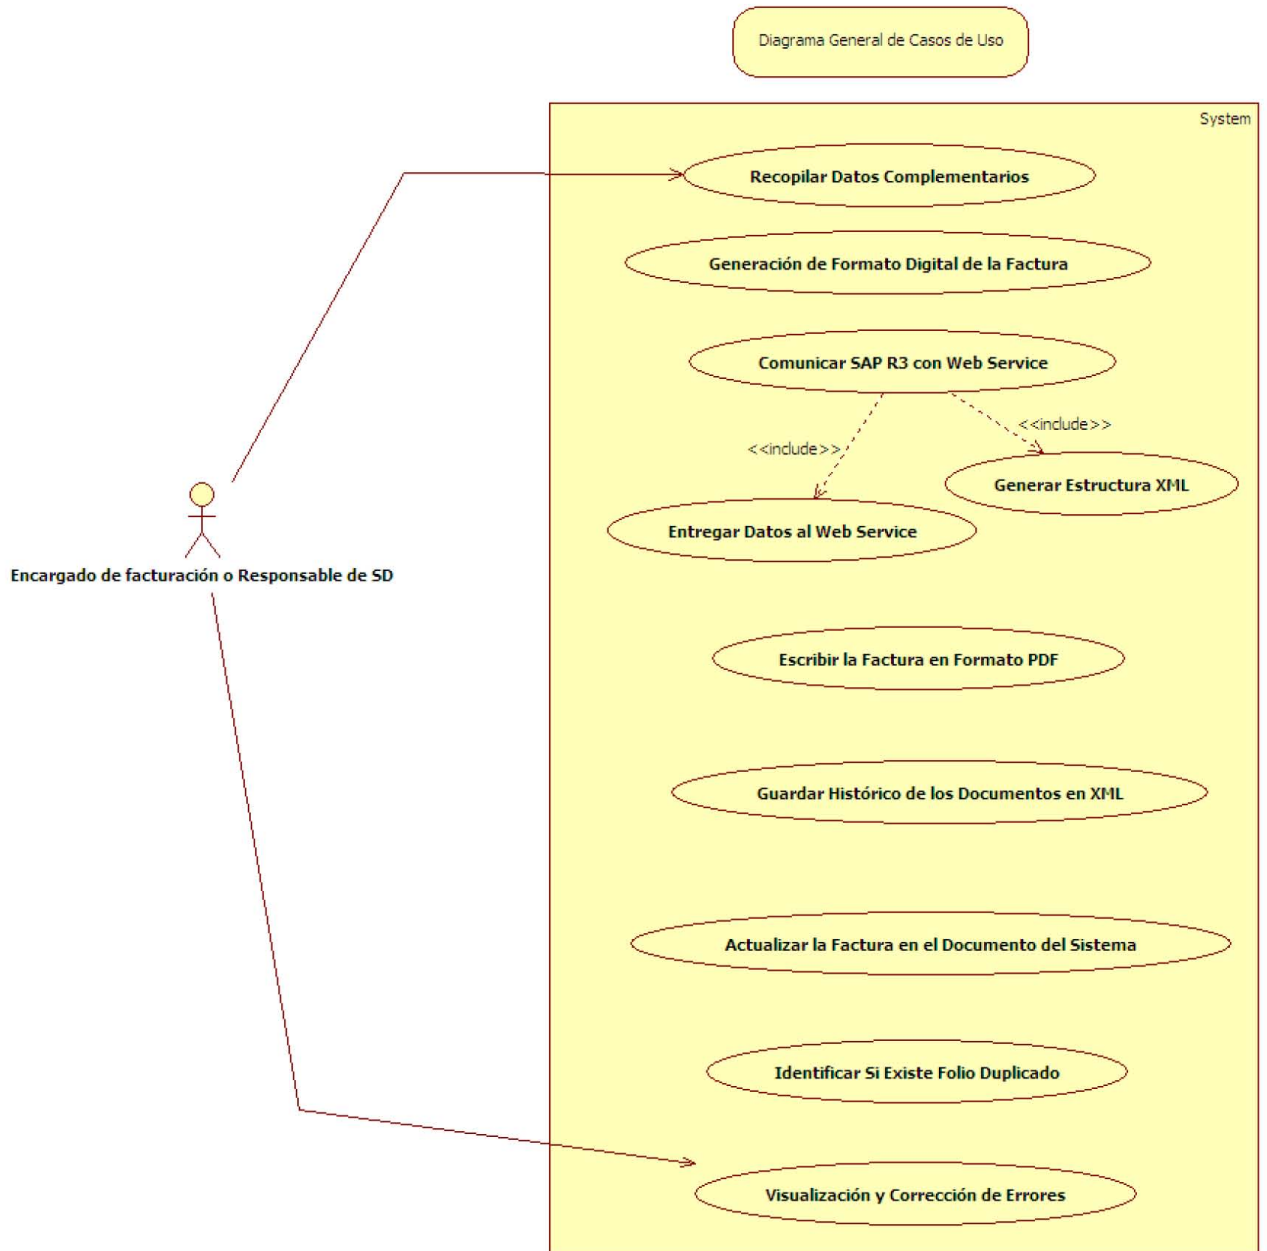 Diagrama General de Casos de Uso
System
Recopilar Datos Complementarios
Generación de Formato Digital de la Factura
Comunicar SAP R3 con Web Service
<<include>>
<<include>>
Generar Estructura XML
Entregar Datos al Web Service
Encargado de facturación o Responsable de SD
Escribir la Factura en Formato PDF
Guardar Histórico de los Documentos en XML
Actualizar la Factura en el Documento del Sistema
Identificar Si Existe Folio Duplicado
Visualización y Corrección de Errores